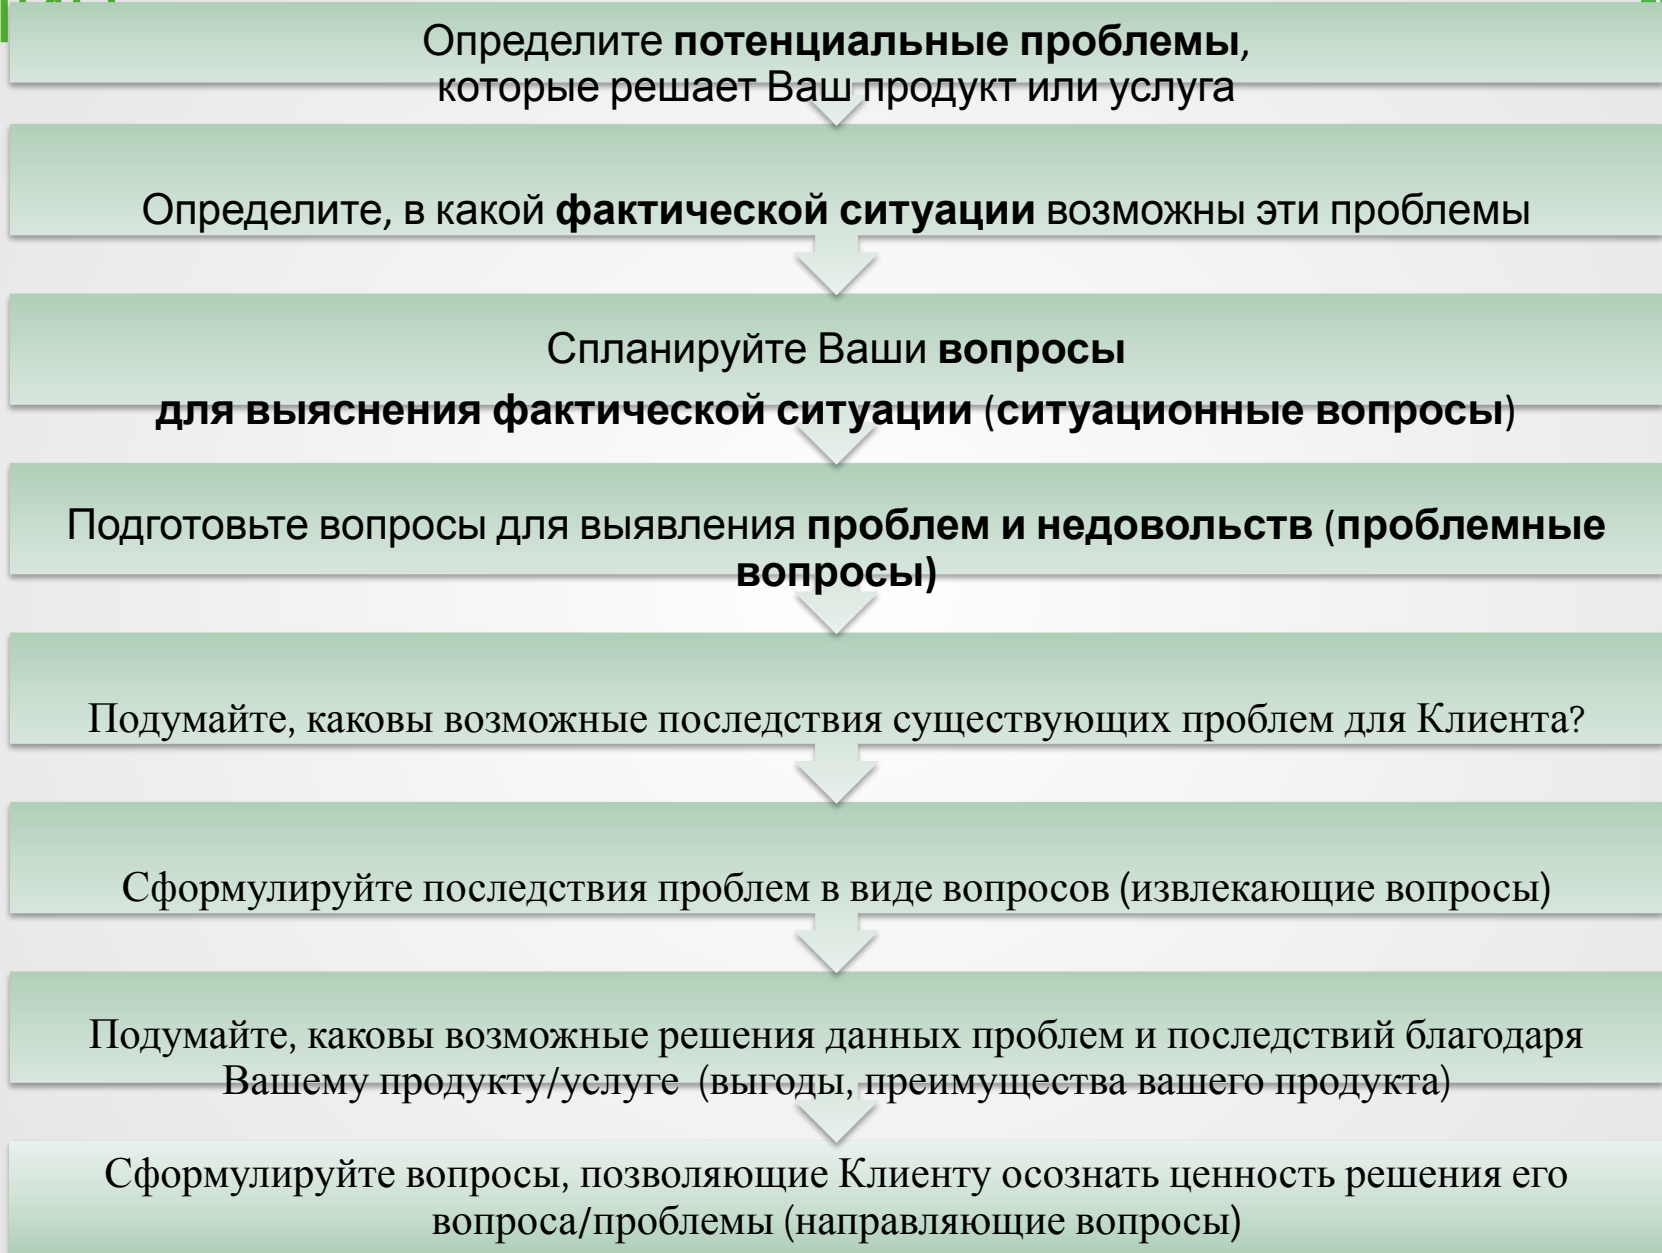 Определите потенциальные проблемы,
которые решает Ваш продукт или услуга
Определите, в какой фактической ситуации возможны эти проблемы
Спланируйте Ваши вопросы
для выяснения фактической ситуации (ситуационные вопросы)
Подготовьте вопросы для выявления проблем и недовольств (проблемные
вопросы)
Подумайте, каковы возможные последствия существующих проблем для Клиента?
Сформулируйте последствия проблем в виде вопросов (извлекающие вопросы)
Подумайте, каковы возможные решения данных проблем и последствий благодаря
Вашему продукту/услуге (выгоды, преимущества вашего продукта)
Сформулируйте вопросы, позволяющие Клиенту осознать ценность решения его
вопроса/проблемы (направляющие вопросы)